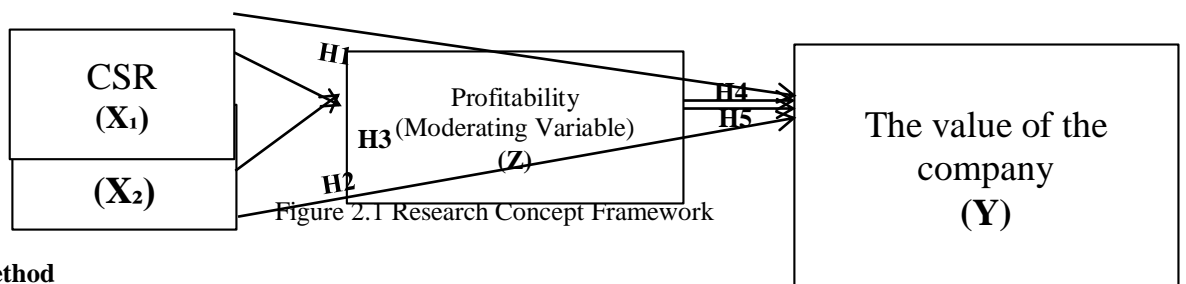 H1
CSR
(X₁)
(X₂)
Profitability
(Moderating Variable)
(Z)
H3
H2
H4
H5
The value of the
company
(Y)
Figure 2.1 Research Concept Framework
ethod